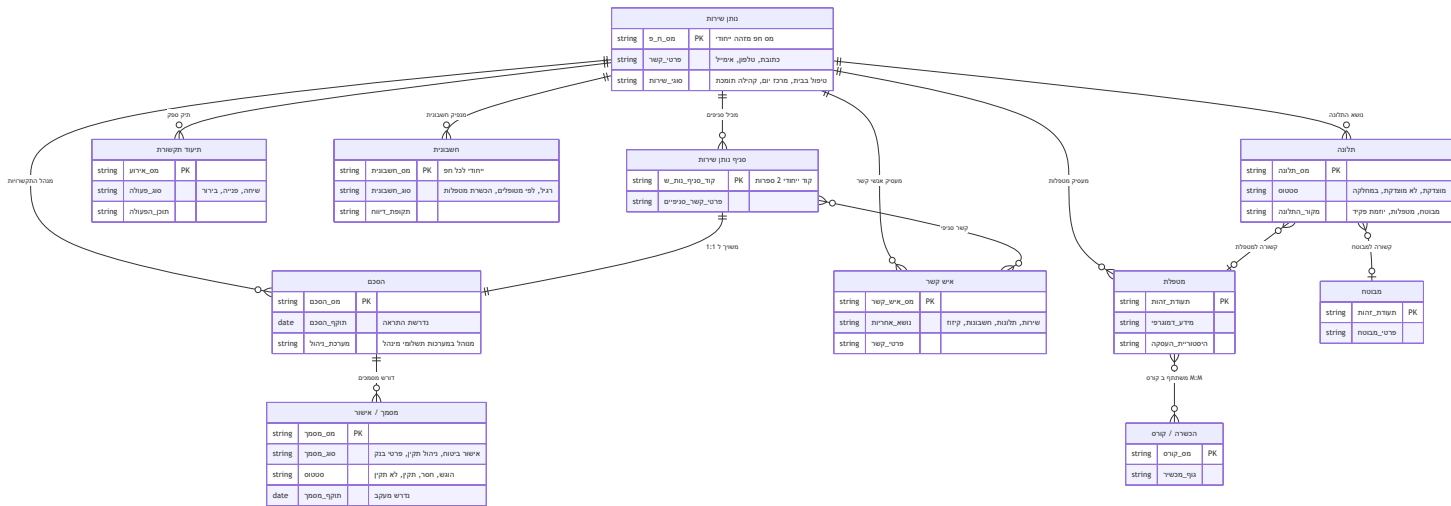 נותן שירות
string מס_ח_פ PK מס חפ מזהה ייחודי
string פרטי_קשר כתובת, טלפון, אימייל
string סוגי_שירות טיפול בבית, מרכז יום, קהילה תומכת
תיק ספק
מנפיק חשבונית
מכיל סניפים
נושא התלונה
תיעוד תקשורת
string מס_אירוע PK
string סוג_פעולה שיחה, פנייה, בירור
string תוכן_הפעולה
חשבונית
string מס_חשבונית PK ייחודי לכל חפ
string סוג_חשבונית רגיל, לפי מטופלים, הכשרת מטפלות
string תקופת_דיווח
סניף נותן שירות
string קוד_סניף_נות_ש PK קוד ייחודי 2 ספרות
string פרטי_קשר_סניפיים
תלונה
string מס_תלונה PK
string סטטוס מוצדקת, לא מוצדקת, במחלקה
string מקור_התלונה מבוטח, מטפלות, יוזמת פקיד
מנהל התקשרויות
מעסיק אנשי קשר
מעסיק מטפלות
קשר סניפי
משויך ל 1:1
קשורה למטפלת
קשורה למבוטח
הסכם
string מס_הסכם PK
date תוקף_הסכם נדרשת התראה
string מערכת_ניהול מנוהל במערכות תשלומי מינהל
איש קשר
string מס_איש_קשר PK
string נושא_אחריות שירות, תלונות, חשבונות, קיזוז
string פרטי_קשר
מטפלת
string תעודת_זהות PK
string מידע_דמוגרפי
string היסטוריית_העסקה
מבוטח
string תעודת_זהות PK
string פרטי_מבוטח
דורש מסמכים
M:M משתתף ב קורס
מסמך / אישור
string מס_מסמך PK
string סוג_מסמך אישור ביטוח, ניהול תקין, פרטי בנק
string סטטוס הוגש, חסר, תקין, לא תקין
date תוקף_מסמך נדרש מעקב
הכשרה / קורס
string מס_קורס PK
string גוף_מכשיר